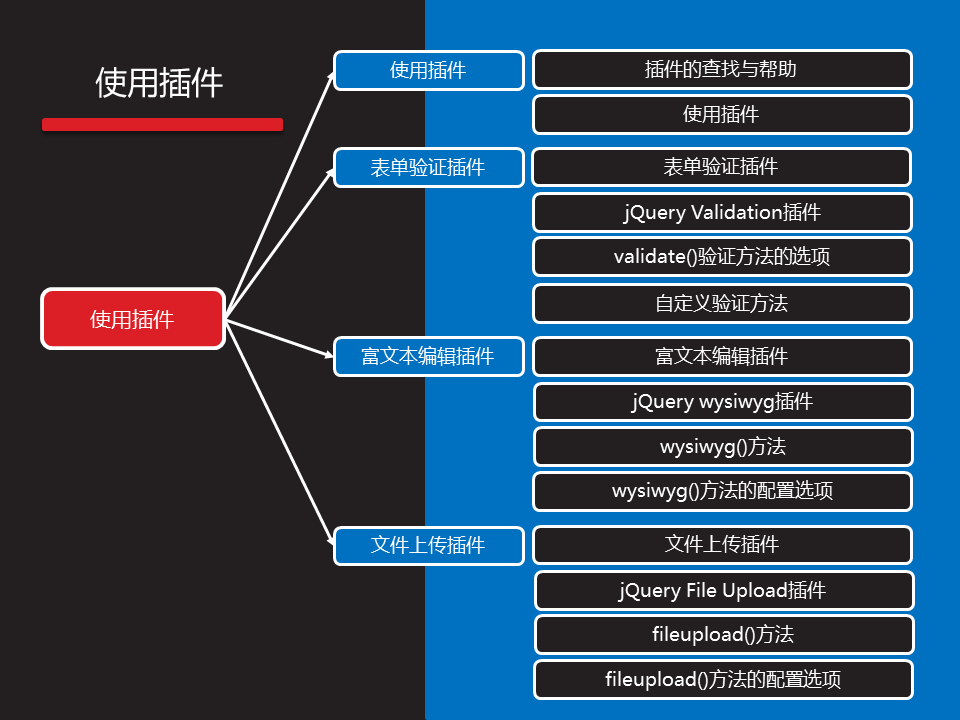 使用插件
使用插件
使用插件
插件的查找与帮助
使用插件
表单验证插件
表单验证插件
jQuery Validation插件
validate()验证方法的选项
自定义验证方法
富文本编辑插件
富文本编辑插件
jQuery wysiwyg插件
wysiwyg()方法
wysiwyg()方法的配置选项
文件上传插件
文件上传插件
jQuery File Upload插件
fileupload()方法
fileupload()方法的配置选项